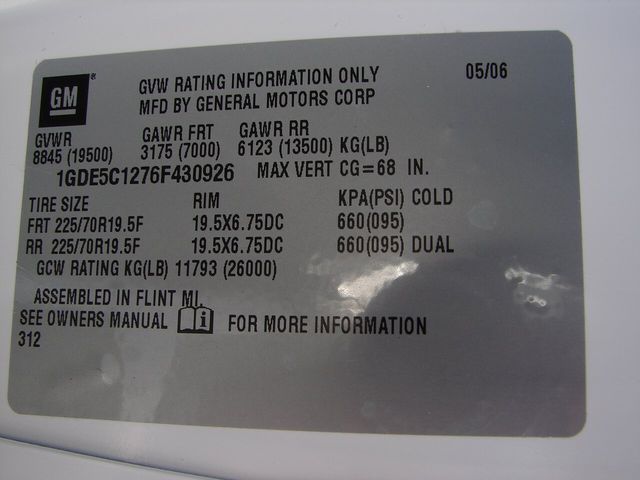 GM ® GVW RATING INFORMATION ONLY 05/06
MFD BY GENERAL MOTORS CORP
GVWR GAWR FRT GAWR RR
8845 (19500) 3175 (7000) 6123 (13500) KG(LB)
1GDE5C1276F430926 MAX VERT CG=68 IN.
TIRE SIZE RIM KPA(PSI) COLD
FRT 225/70R19.5F 19.5X6.75DC 660(095)
RR 225/70R19.5F 19.5X6.75DC 660(095) DUAL
GCW RATING KG(LB) 11793 (26000)
ASSEMBLED IN FLINT MI.
SEE OWNERS MANUAL i FOR MORE INFORMATION
312